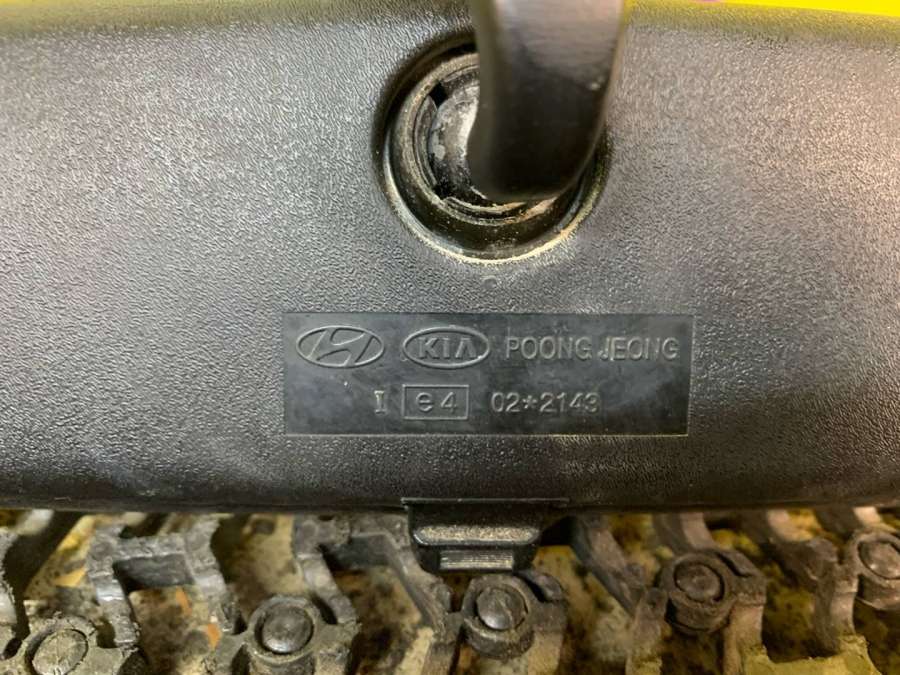 KIA POONG JEONG
I e4 02*2143